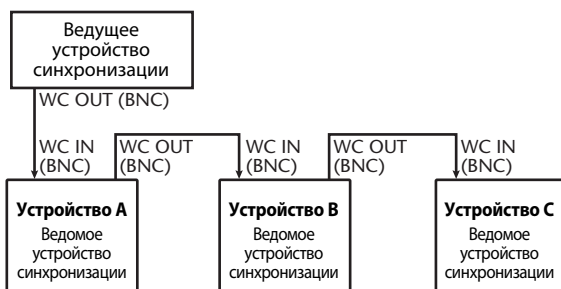 Ведущее
устройство
синхронизации
WC OUT (BNC)
WC IN
(BNC)
WC OUT
(BNC)
WC IN
(BNC)
WC OUT
(BNC)
WC IN
(BNC)
Устройство A
Ведомое
устройство
синхронизации
Устройство B
Ведомое
устройство
синхронизации
Устройство C
Ведомое
устройство
синхронизации